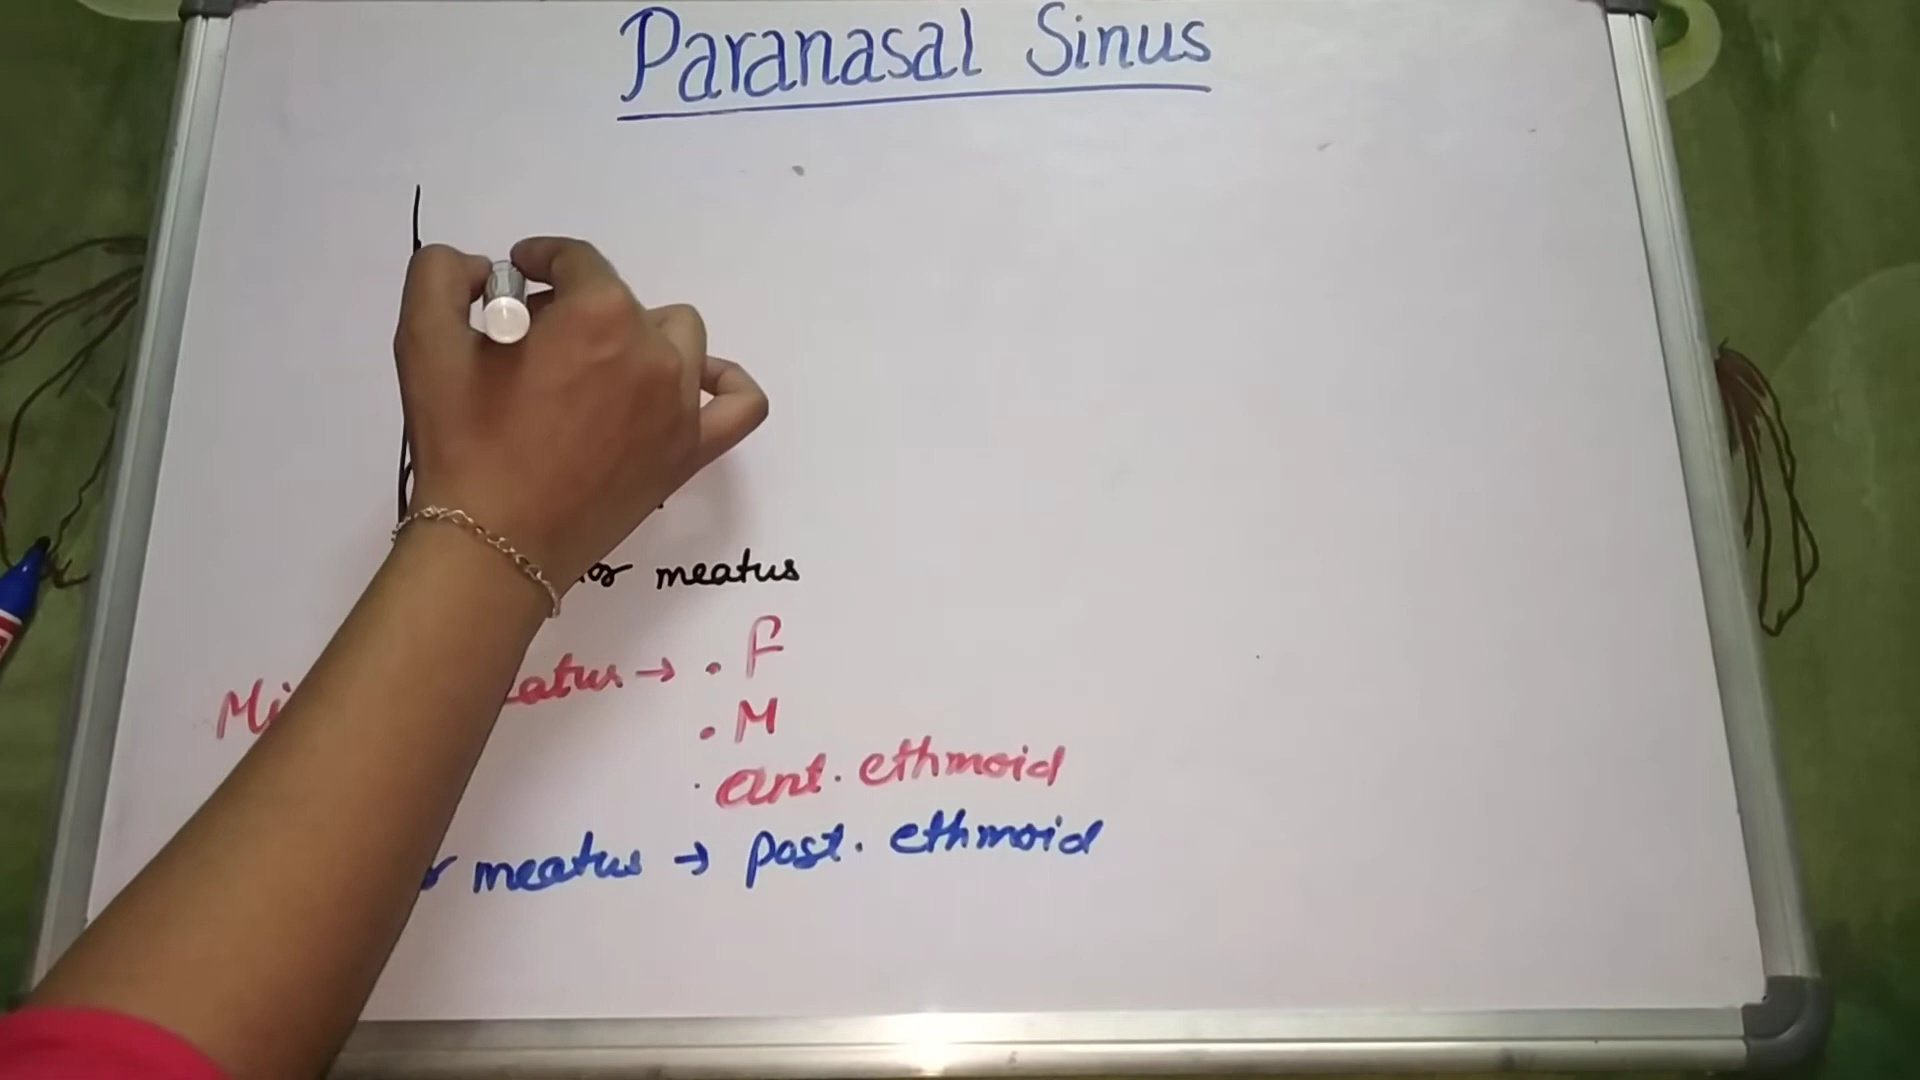 Paranasal Sinus
meatus
→ . F
. M
. ant. ethmoid
meatus → post. ethmoid